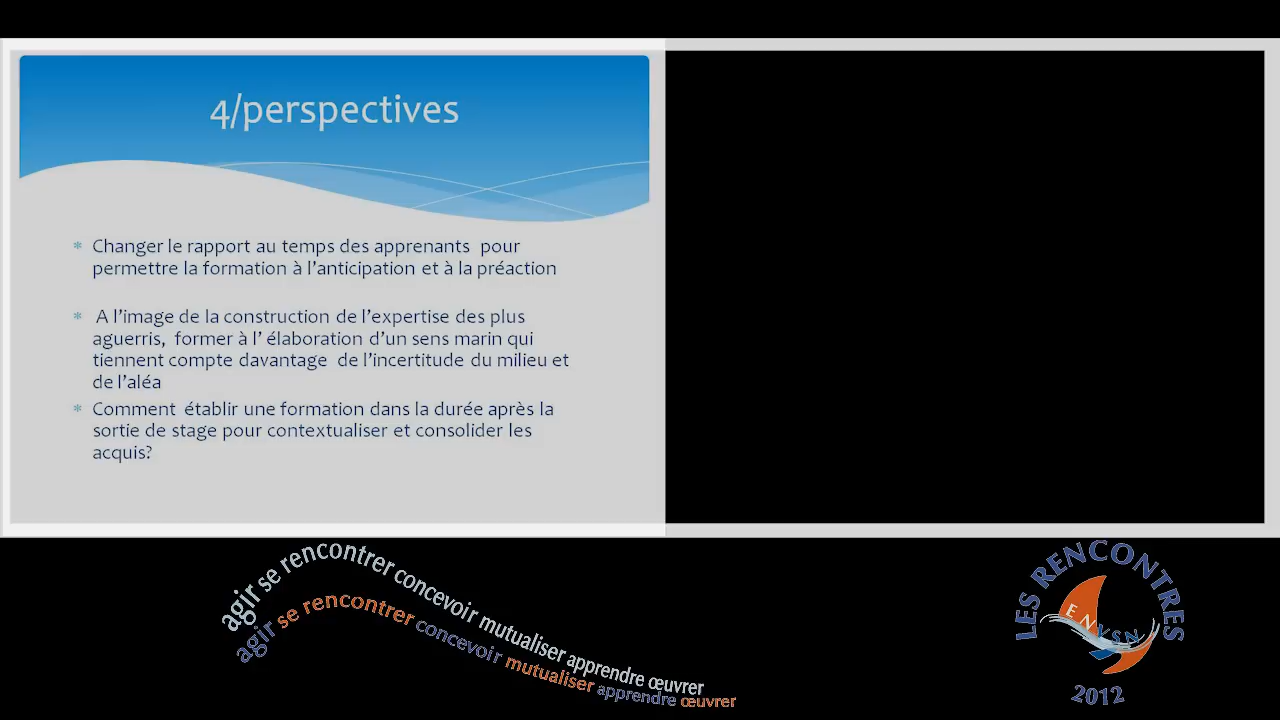 4/perspectives
Changer le rapport au temps des apprenants pour
permettre la formation à l’anticipation et à la préaction
A l’image de la construction de l’expertise des plus
aguerris, former à l’ élaboration d’un sens marin qui
tiennent compte davantage de l’incertitude du milieu et
de l’aléa
Comment établir une formation dans la durée après la
sortie de stage pour contextualiser et consolider les
acquis?
agir se rencontrer concevoir mutualiser apprendre œuvrer
agir se rencontrer concevoir mutualiser apprendre œuvrer
LES RENCONTRES
ENVSN
2012